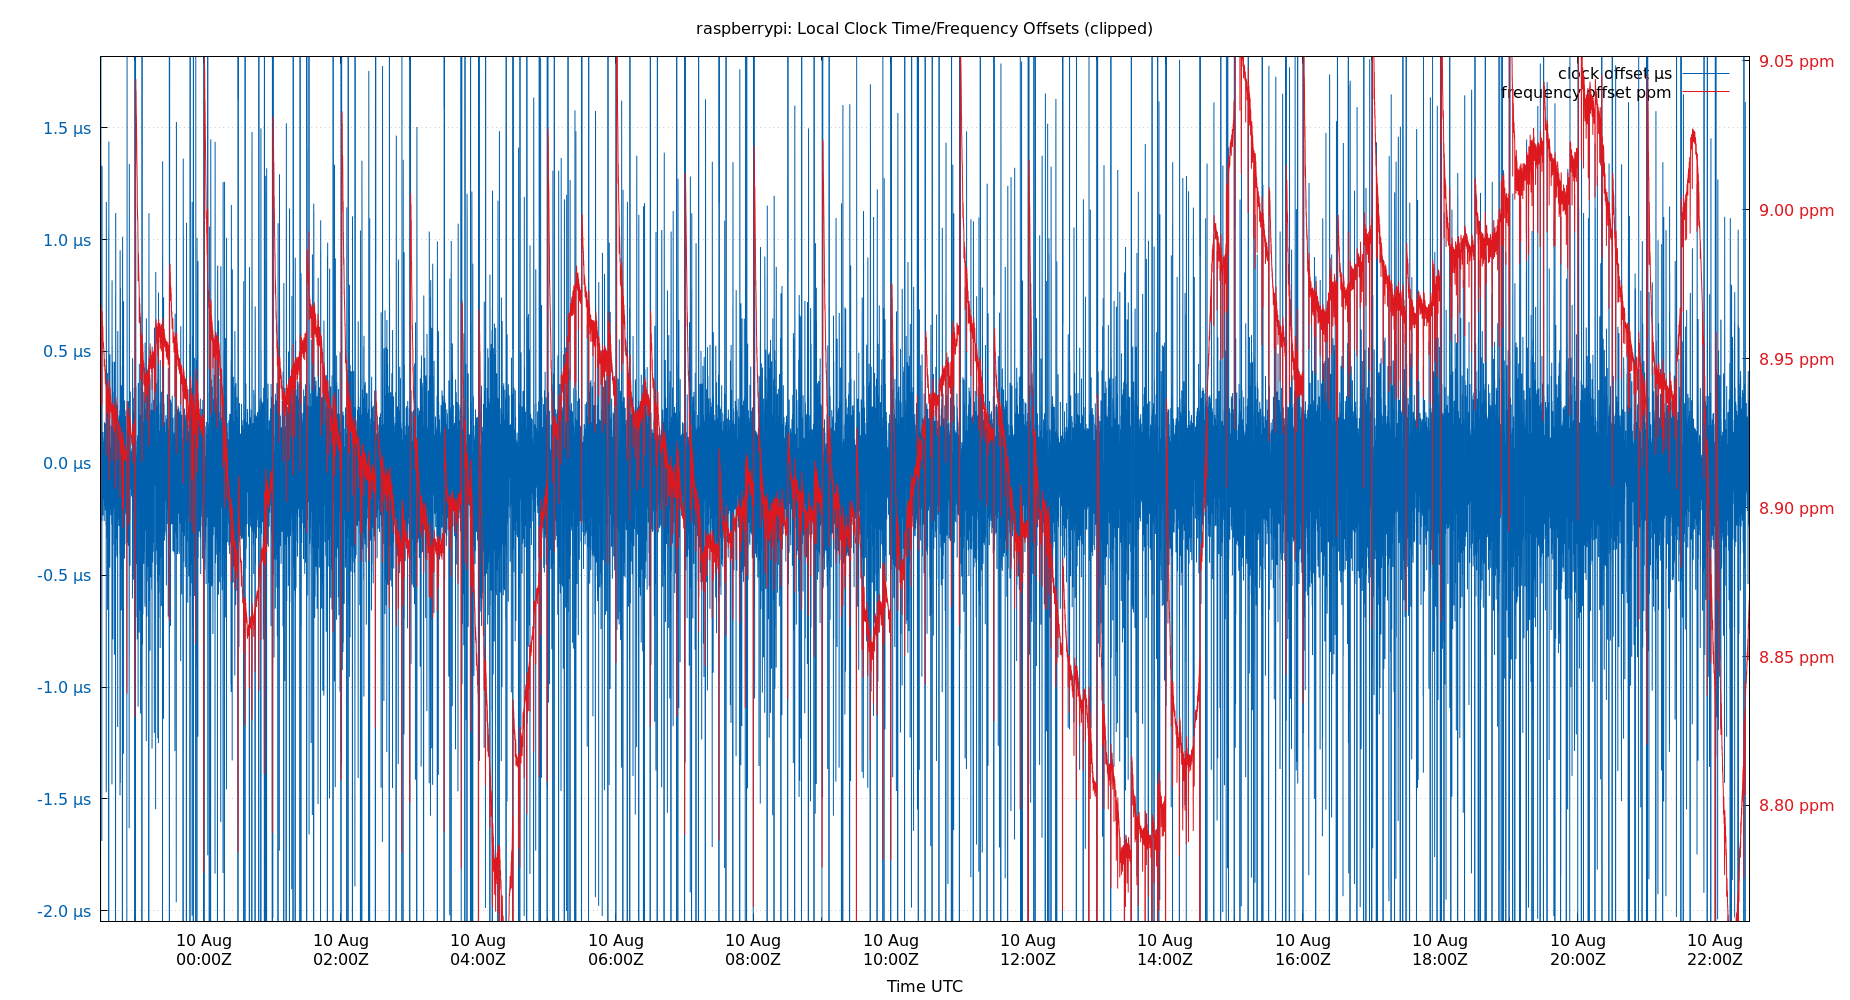 raspberrypi: Local Clock Time/Frequency Offsets (clipped)
clock offset µs
frequency offset ppm
1.5 µs
1.0 µs
0.5 µs
0.0 µs
-0.5 µs
-1.0 µs
-1.5 µs
-2.0 µs
9.05 ppm
9.00 ppm
8.95 ppm
8.90 ppm
8.85 ppm
8.80 ppm
10 Aug
00:00Z
10 Aug
02:00Z
10 Aug
04:00Z
10 Aug
06:00Z
10 Aug
08:00Z
10 Aug
10:00Z
10 Aug
12:00Z
10 Aug
14:00Z
10 Aug
16:00Z
10 Aug
18:00Z
10 Aug
20:00Z
10 Aug
22:00Z
Time UTC